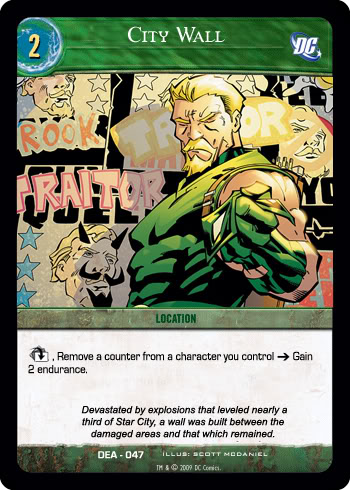 2
CITY WALL
DC
ROOK
TRAITOR
TRAITOR
QUEEN
LOCATION
, Remove a counter from a character you control → Gain
2 endurance.
Devastated by explosions that leveled nearly a
third of Star City, a wall was built between the
damaged areas and that which remained.
DEA - 047
ILLUS: SCOTT MCDANIEL
TM & © 2009 DC Comics.